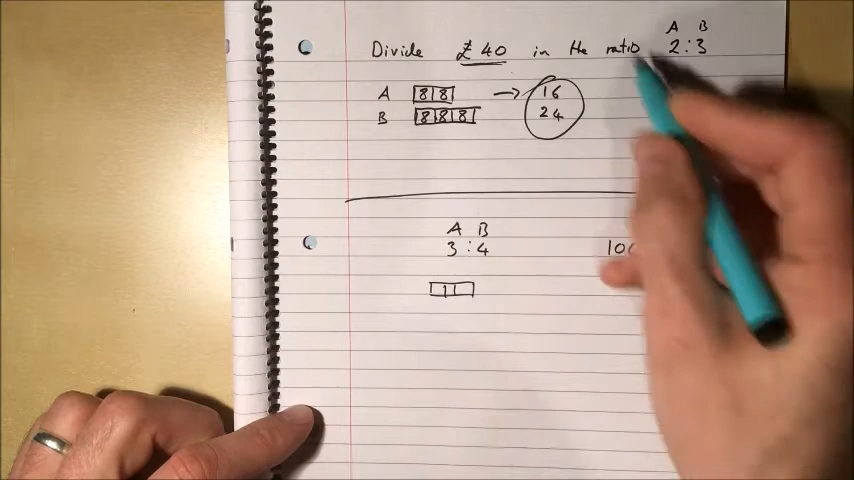 A B
Divide £40 in the ratio 2:3
A 8 8 → 16
B 8 8 8 24
A B
3:4